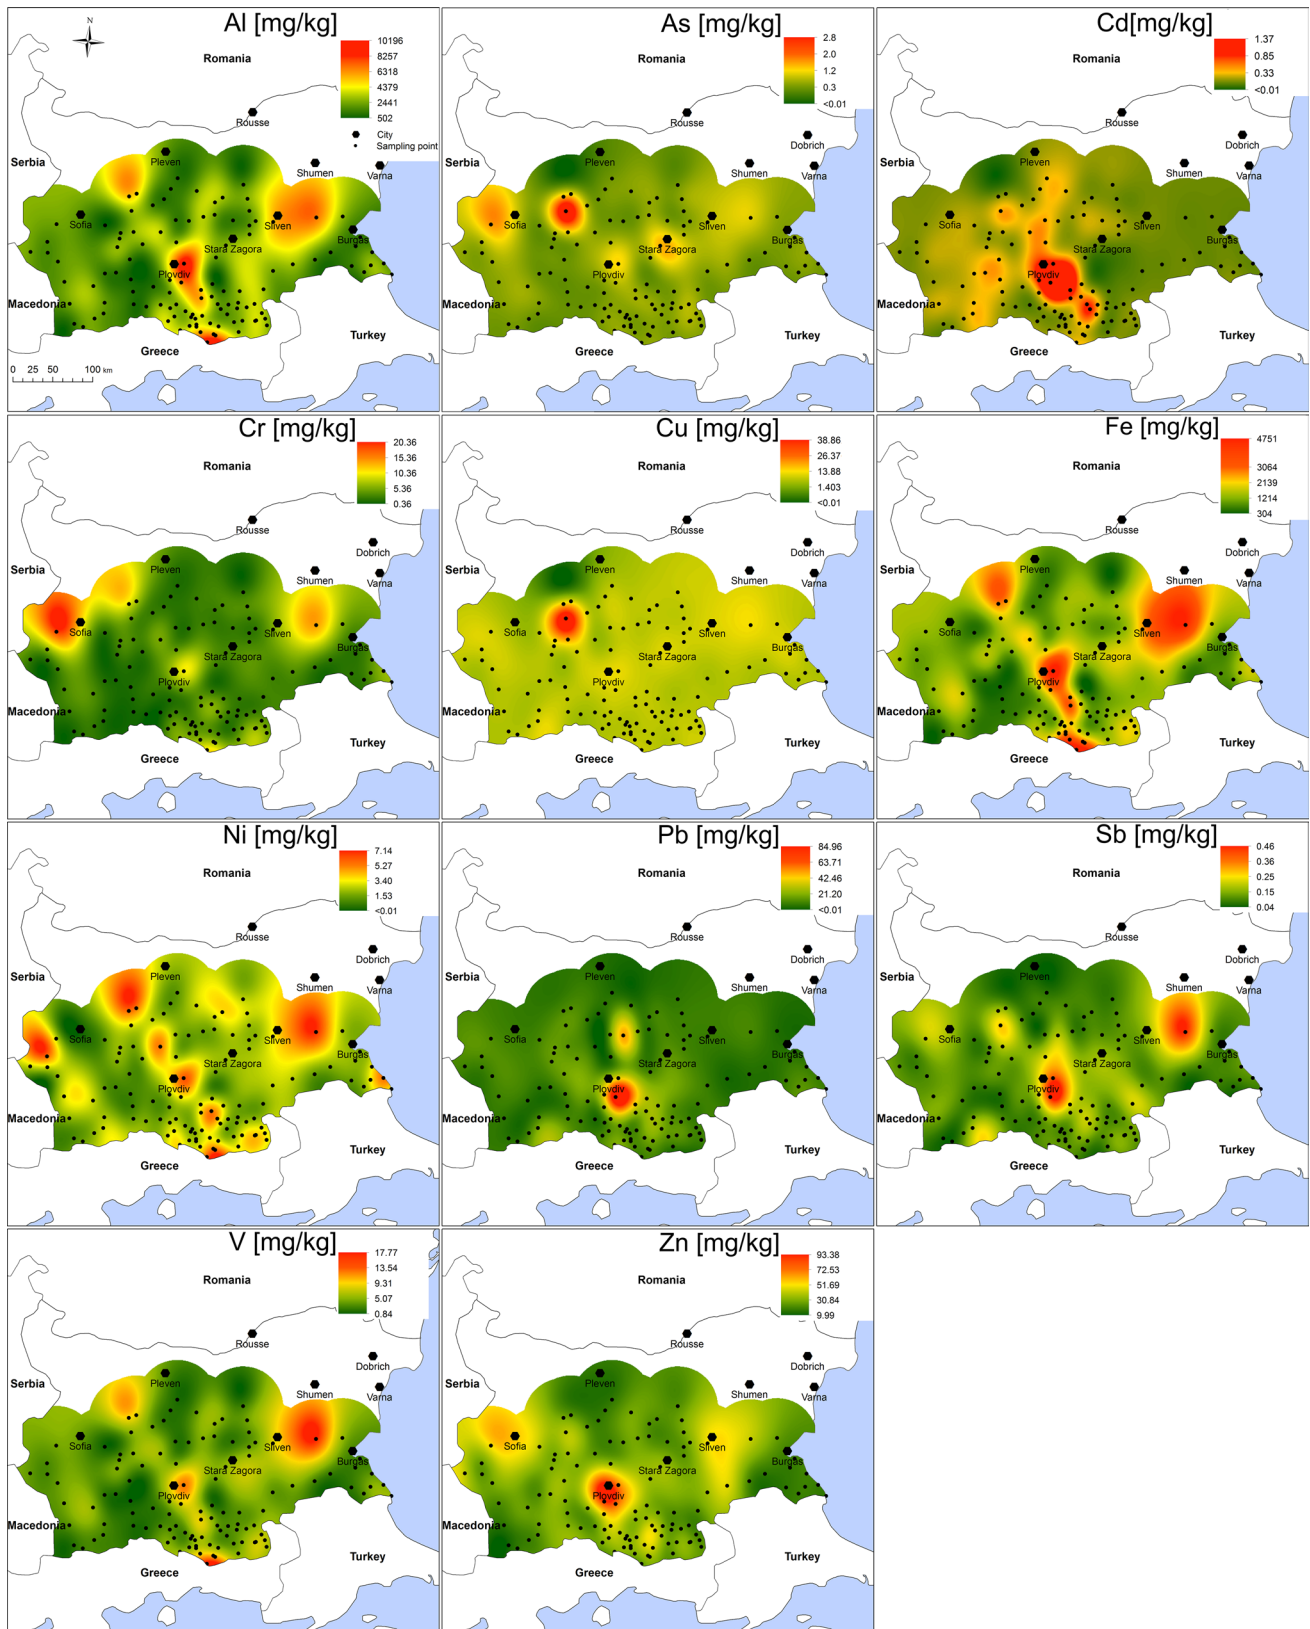 Al [mg/kg]
N
10196
8257
6318
4379
2441
502
City
Sampling point
Romania
Rousse
Serbia
Pleven
Shumen
Varna
Sofia
Sliven
Burgas
Stara Zagora
Plovdiv
Macedonia
Turkey
Greece
0 25 50 100 km
As [mg/kg]
2.8
2.0
1.2
0.3
<0.01
Romania
Rousse
Dobrich
Serbia
Pleven
Shumen
Varna
Sofia
Sliven
Burgas
Stara Zagora
Plovdiv
Macedonia
Turkey
Greece
Cd[mg/kg]
1.37
0.85
0.33
<0.01
Romania
Rousse
Dobrich
Serbia
Pleven
Shumen
Varna
Sofia
Sliven
Burgas
Stara Zagora
Plovdiv
Macedonia
Turkey
Greece
Cr [mg/kg]
20.36
15.36
10.36
5.36
0.36
Romania
Rousse
Dobrich
Serbia
Pleven
Shumen
Varna
Sofia
Sliven
Burgas
Stara Zagora
Plovdiv
Macedonia
Turkey
Greece
Cu [mg/kg]
38.86
26.37
13.88
1.403
<0.01
Romania
Rousse
Dobrich
Serbia
Pleven
Shumen
Varna
Sofia
Sliven
Burgas
Stara Zagora
Plovdiv
Macedonia
Turkey
Greece
Fe [mg/kg]
4751
3064
2139
1214
304
Romania
Rousse
Dobrich
Serbia
Pleven
Shumen
Varna
Sofia
Sliven
Burgas
Stara Zagora
Plovdiv
Macedonia
Turkey
Greece
Ni [mg/kg]
7.14
5.27
3.40
1.53
<0.01
Romania
Rousse
Dobrich
Serbia
Pleven
Shumen
Varna
Sofia
Sliven
Burgas
Stara Zagora
Plovdiv
Macedonia
Turkey
Greece
Pb [mg/kg]
84.96
63.71
42.46
21.20
<0.01
Romania
Rousse
Dobrich
Serbia
Pleven
Shumen
Varna
Sofia
Sliven
Burgas
Stara Zagora
Plovdiv
Macedonia
Turkey
Greece
Sb [mg/kg]
0.46
0.36
0.25
0.15
0.04
Romania
Rousse
Dobrich
Serbia
Pleven
Shumen
Varna
Sofia
Sliven
Burgas
Stara Zagora
Plovdiv
Macedonia
Turkey
Greece
V [mg/kg]
17.77
13.54
9.31
5.07
0.84
Romania
Rousse
Dobrich
Serbia
Pleven
Shumen
Varna
Sofia
Sliven
Burgas
Stara Zagora
Plovdiv
Macedonia
Turkey
Greece
Zn [mg/kg]
93.38
72.53
51.69
30.84
9.99
Romania
Rousse
Dobrich
Serbia
Pleven
Shumen
Varna
Sofia
Sliven
Burgas
Stara Zagora
Plovdiv
Macedonia
Turkey
Greece